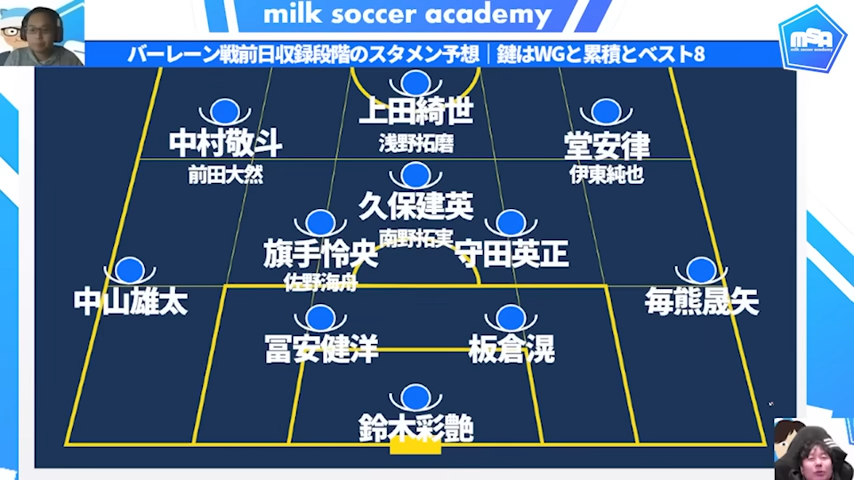 milk soccer academy
バーレーン戦前日収録段階のスタメン予想｜鍵はWGと累積とベスト8
MSA
milk soccer academy
上田綺世
浅野拓磨
中村敬斗
前田大然
堂安律
伊東純也
久保建英
南野拓実
旗手怜央
佐野海舟
守田英正
中山雄太
毎熊晟矢
冨安健洋
板倉滉
鈴木彩艶